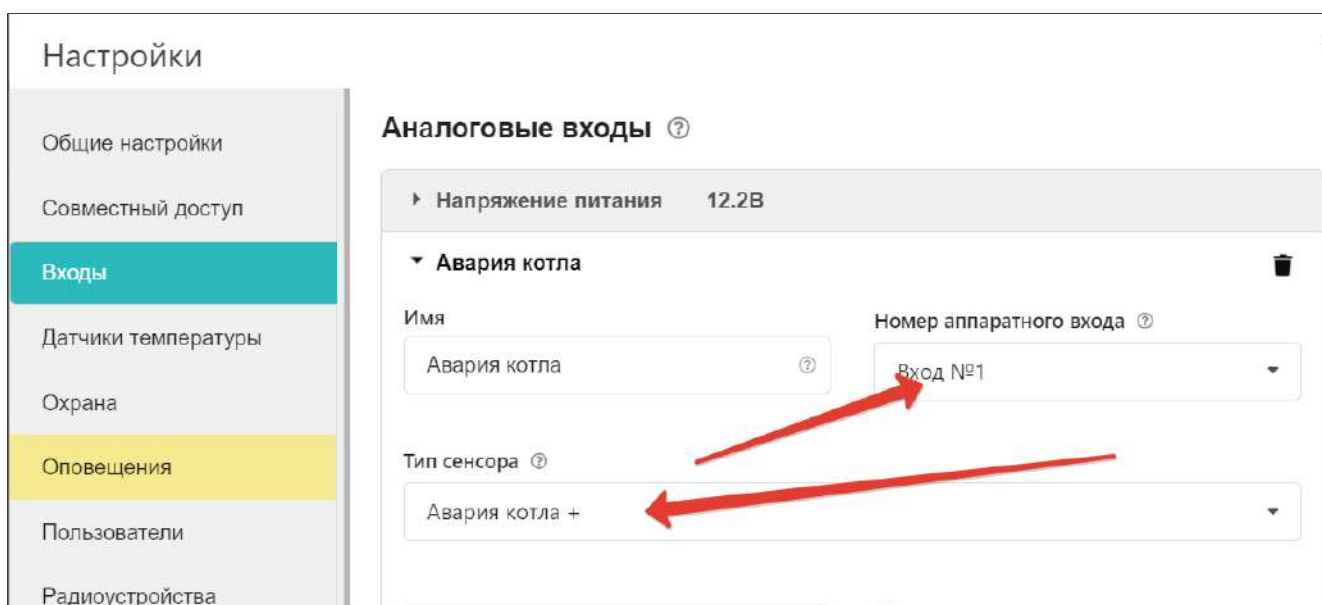 Настройки
Общие настройки
Совместный доступ
Входы
Датчики температуры
Охрана
Оповещения
Пользователи
Радиоустройства
Аналоговые входы ?
Напряжение питания 12.2В
Авария котла
Имя
Авария котла ?
Номер аппаратного входа ?
Вход №1
Тип сенсора ?
Авария котла +